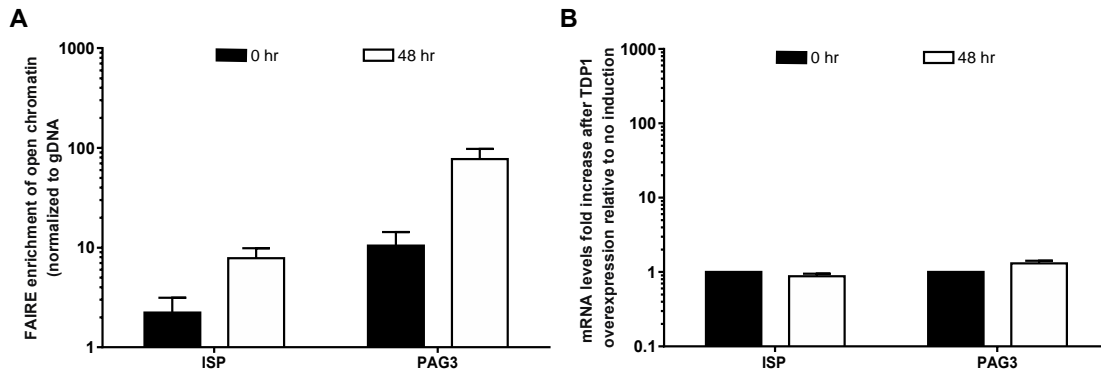 A
FAIRE enrichment of open chromatin
(normalized to gDNA
0 hr
48 hr
1000
100
10
1
ISP
PAG3
B
mRNA levels fold increase after TDP1
overexpression relative to no induction
0 hr
48 hr
1000
100
10
1
0.1
ISP
PAG3